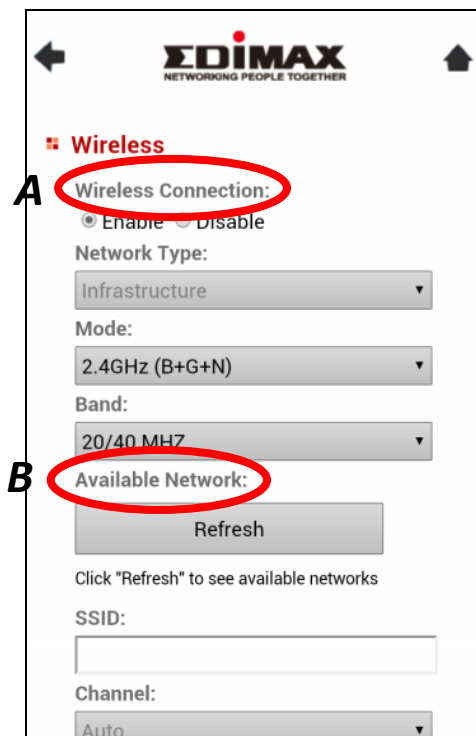 ΣDIMAX
NETWORKING PEOPLE TOGETHER
Wireless
A
Wireless Connection:
Enable Disable
Network Type:
Infrastructure
Mode:
2.4GHz (B+G+N)
Band:
20/40 MHZ
B
Available Network:
Refresh
Click "Refresh" to see available networks
SSID:
Channel:
Auto